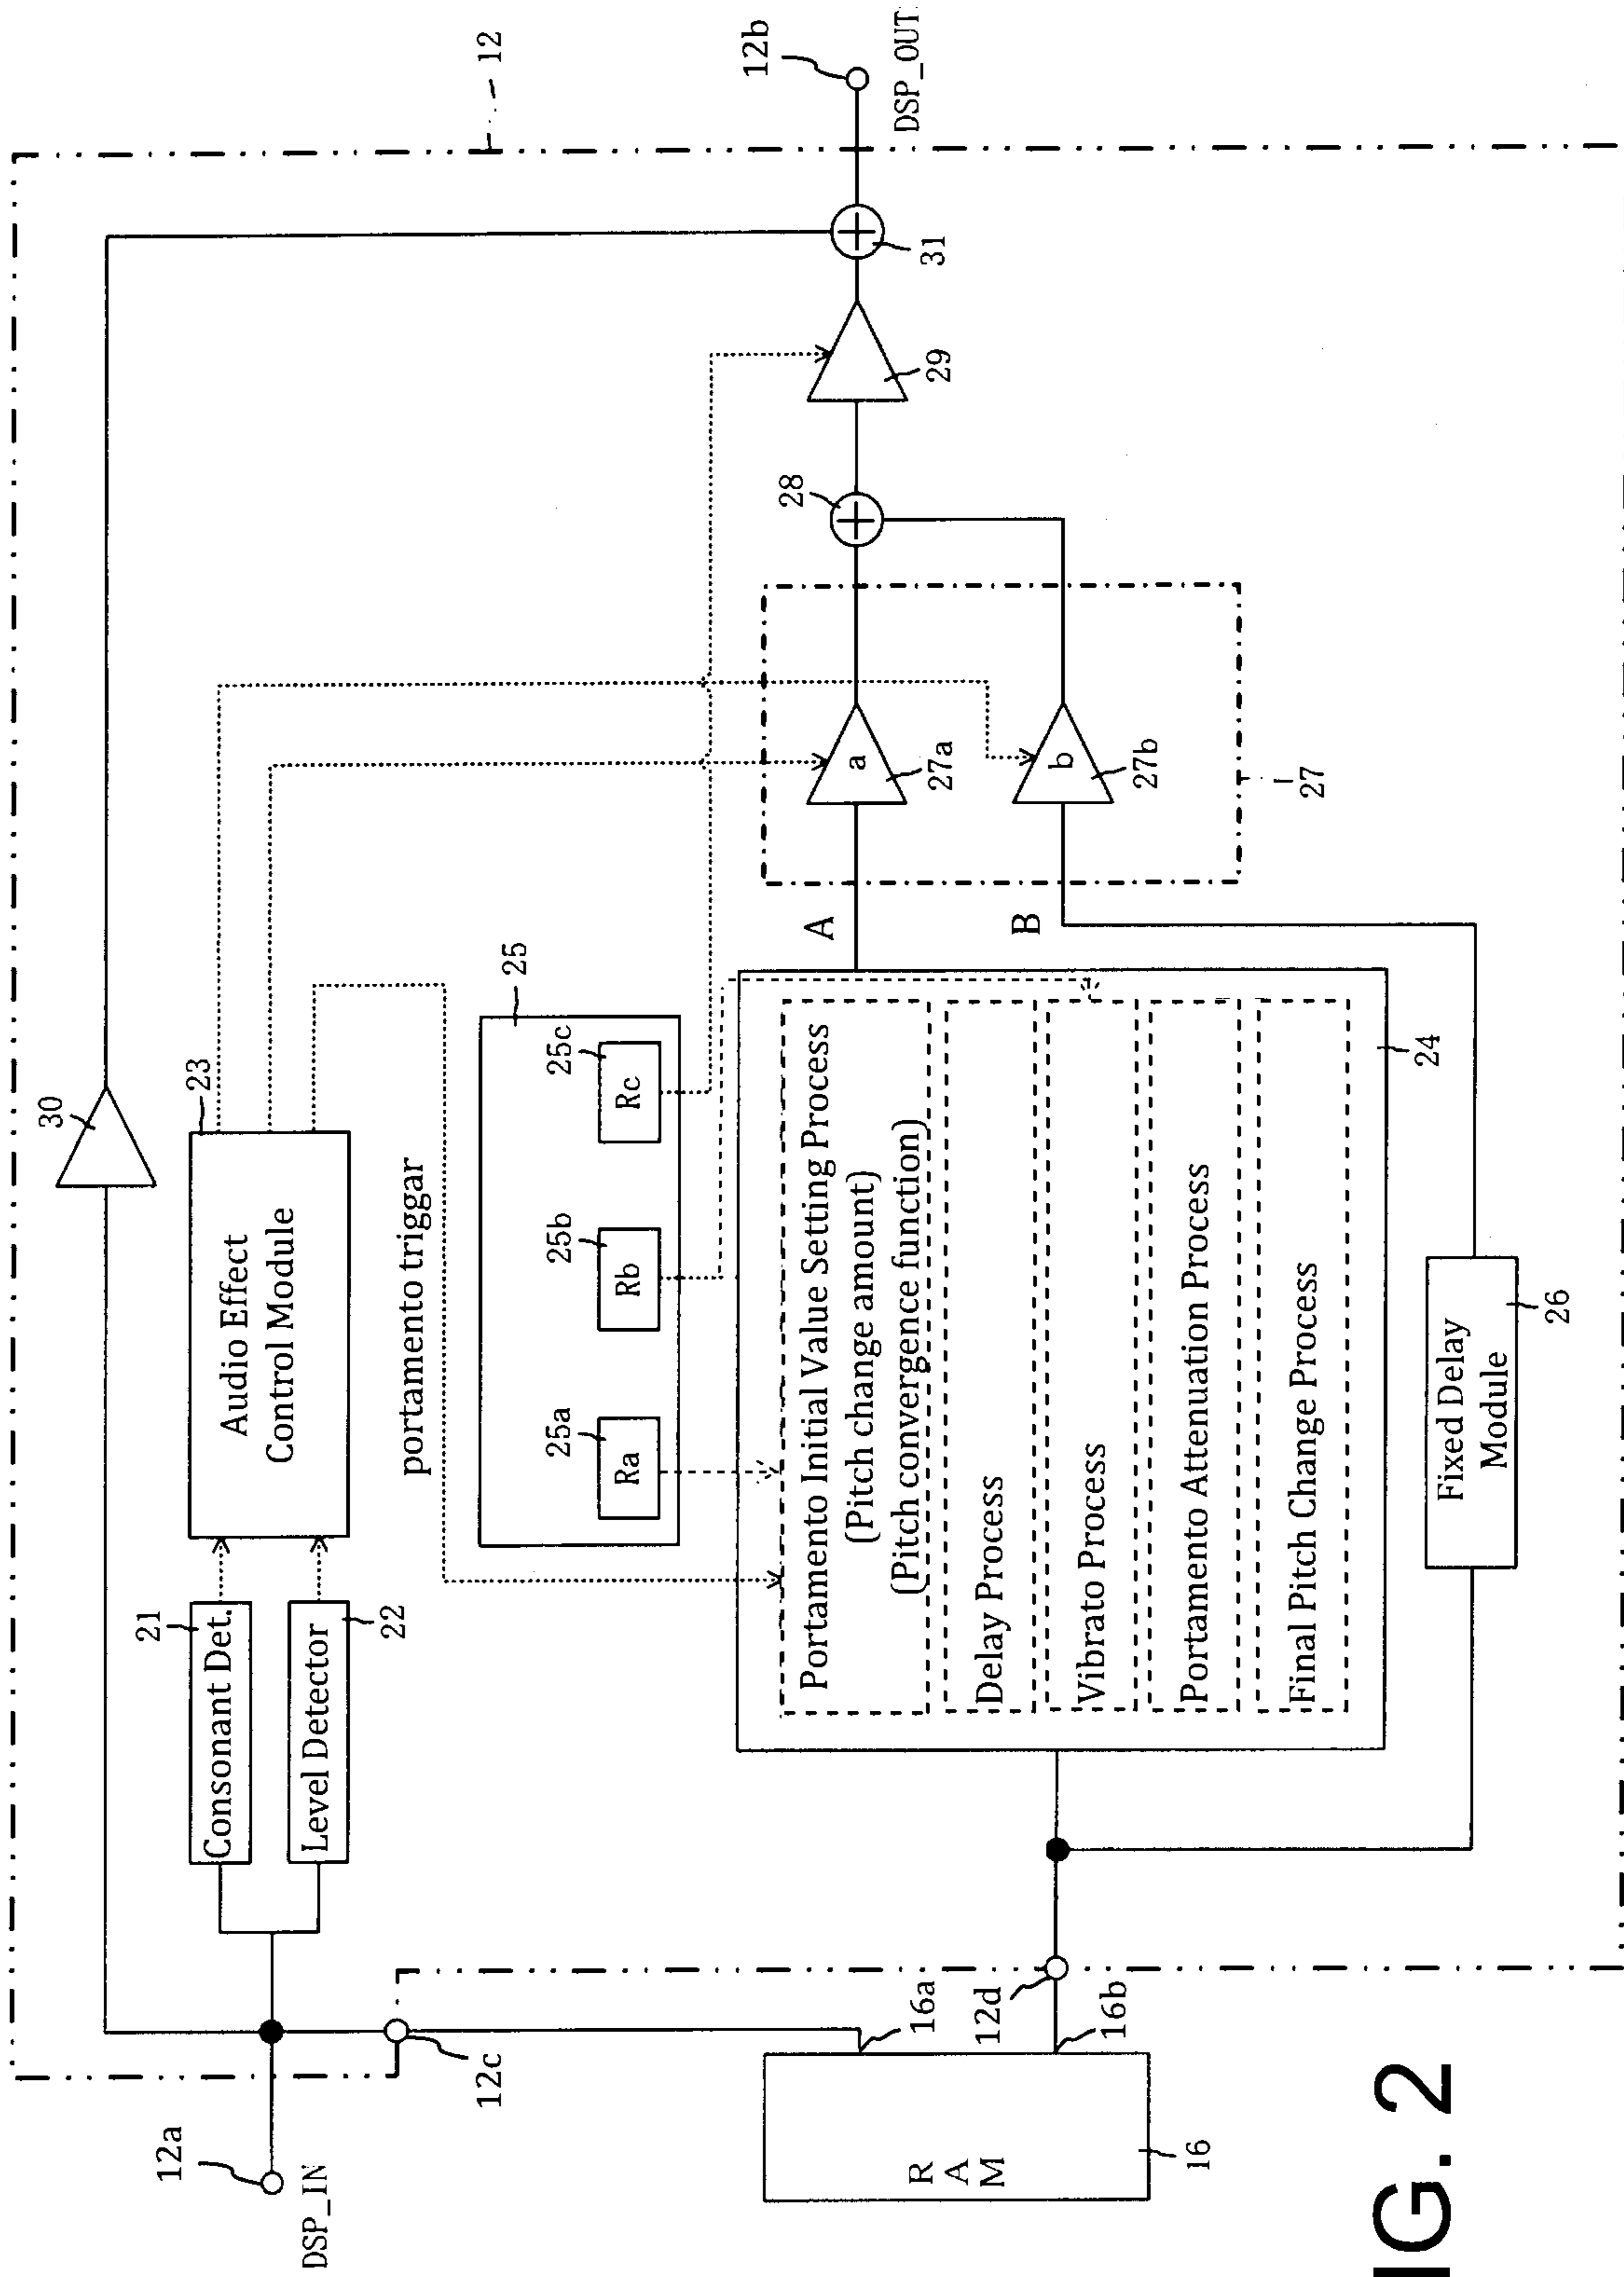 12
30
23
Audio Effect
Control Module
21
Consonant Det.
Level Detector
22
12a
DSP_IN
12c
portamento triggar
25
25a
Ra
25b
Rb
25c
Rc
12b
DSP_OUT
31
29
28
A
a
27a
B
b
27b
27
Portamento Initial Value Setting Process
(Pitch change amount)
(Pitch convergence function)
Delay Process
Vibrato Process
Portamento Attenuation Process
Final Pitch Change Process
24
Fixed Delay
Module
26
16a
12d
16b
R
A
M
16
IG. 2